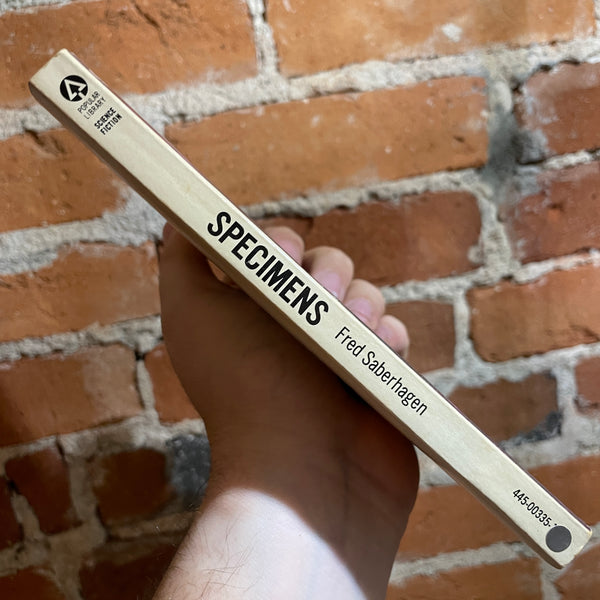 POPULAR
LIBRARY
SCIENCE
FICTION
SPECIMENS
Fred Saberhagen
445-00335-